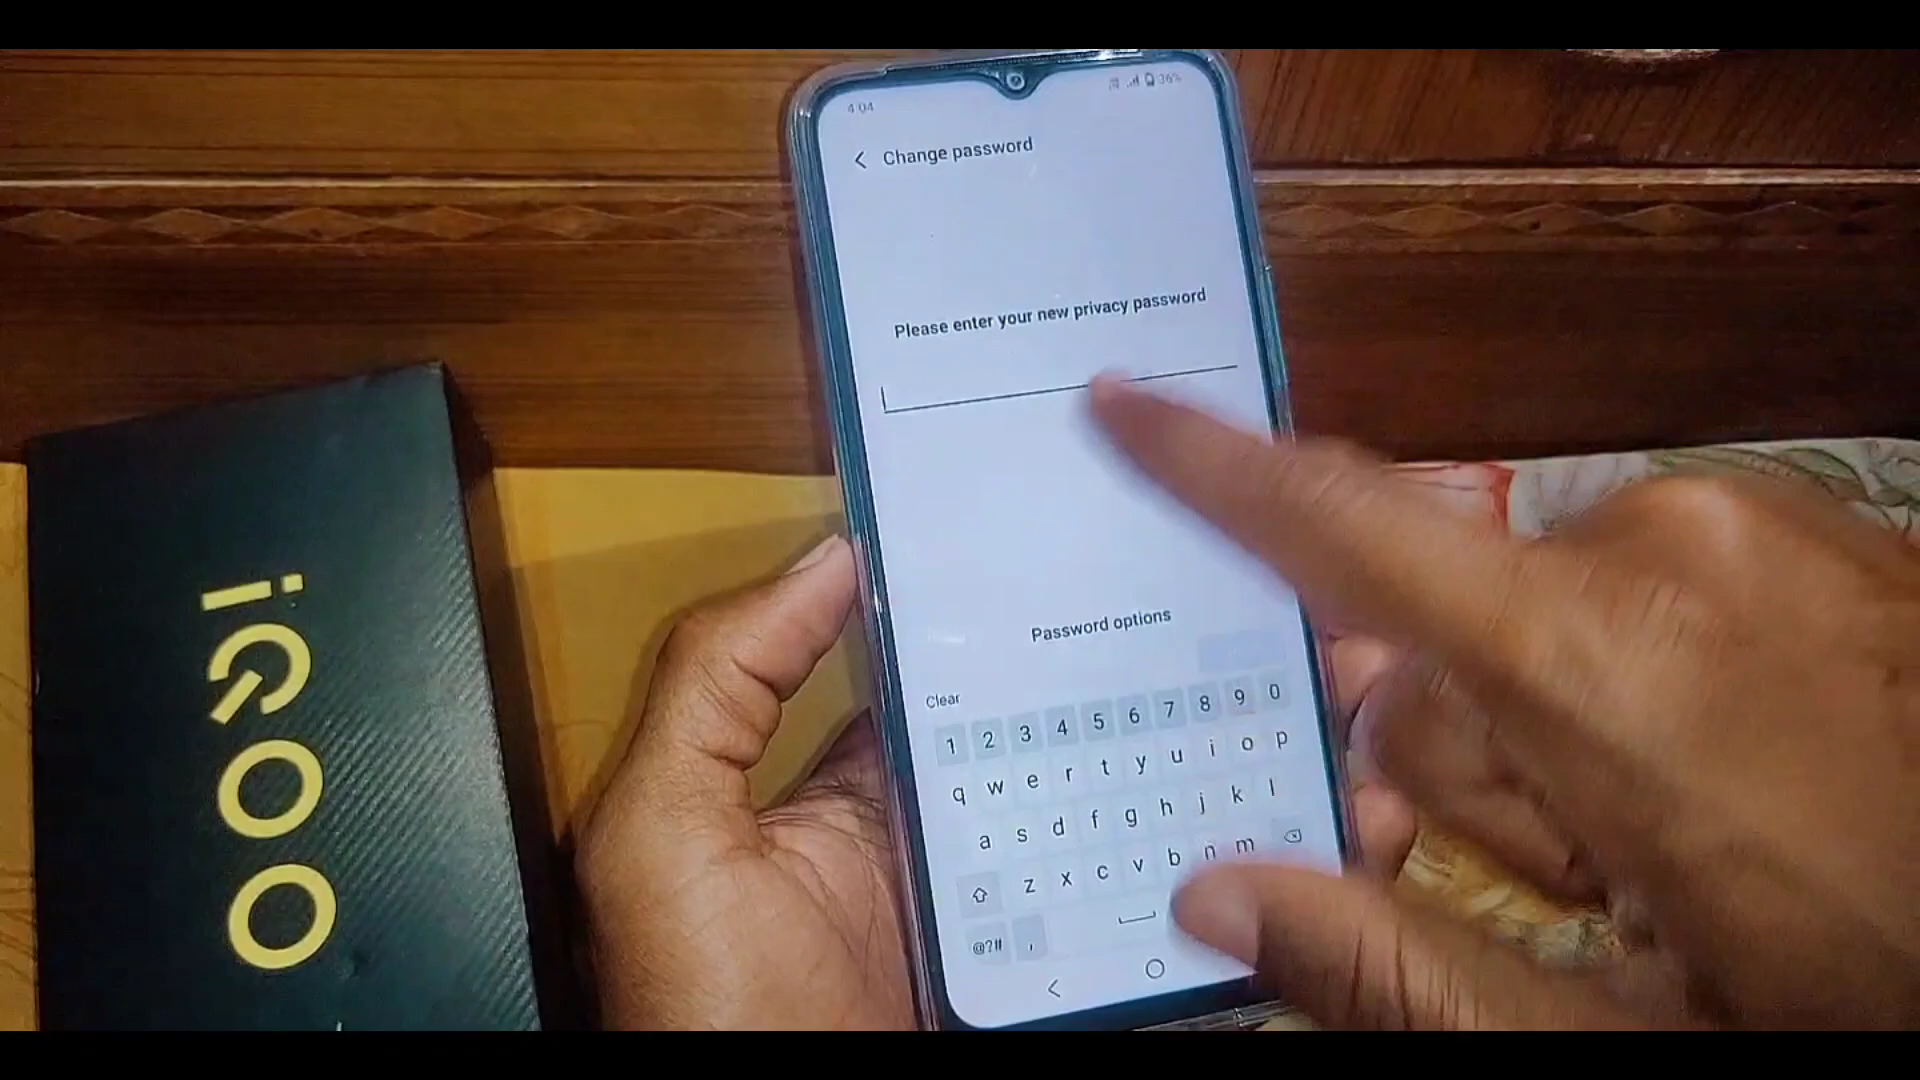 4:04
36%
< Change password
Please enter your new privacy password
Password options
Clear
1 2 3 4 5 6 7 8 9 0
q w e r t y u i o p
a s d f g h j k l
z x c v b n m
@?# ,
iQOO